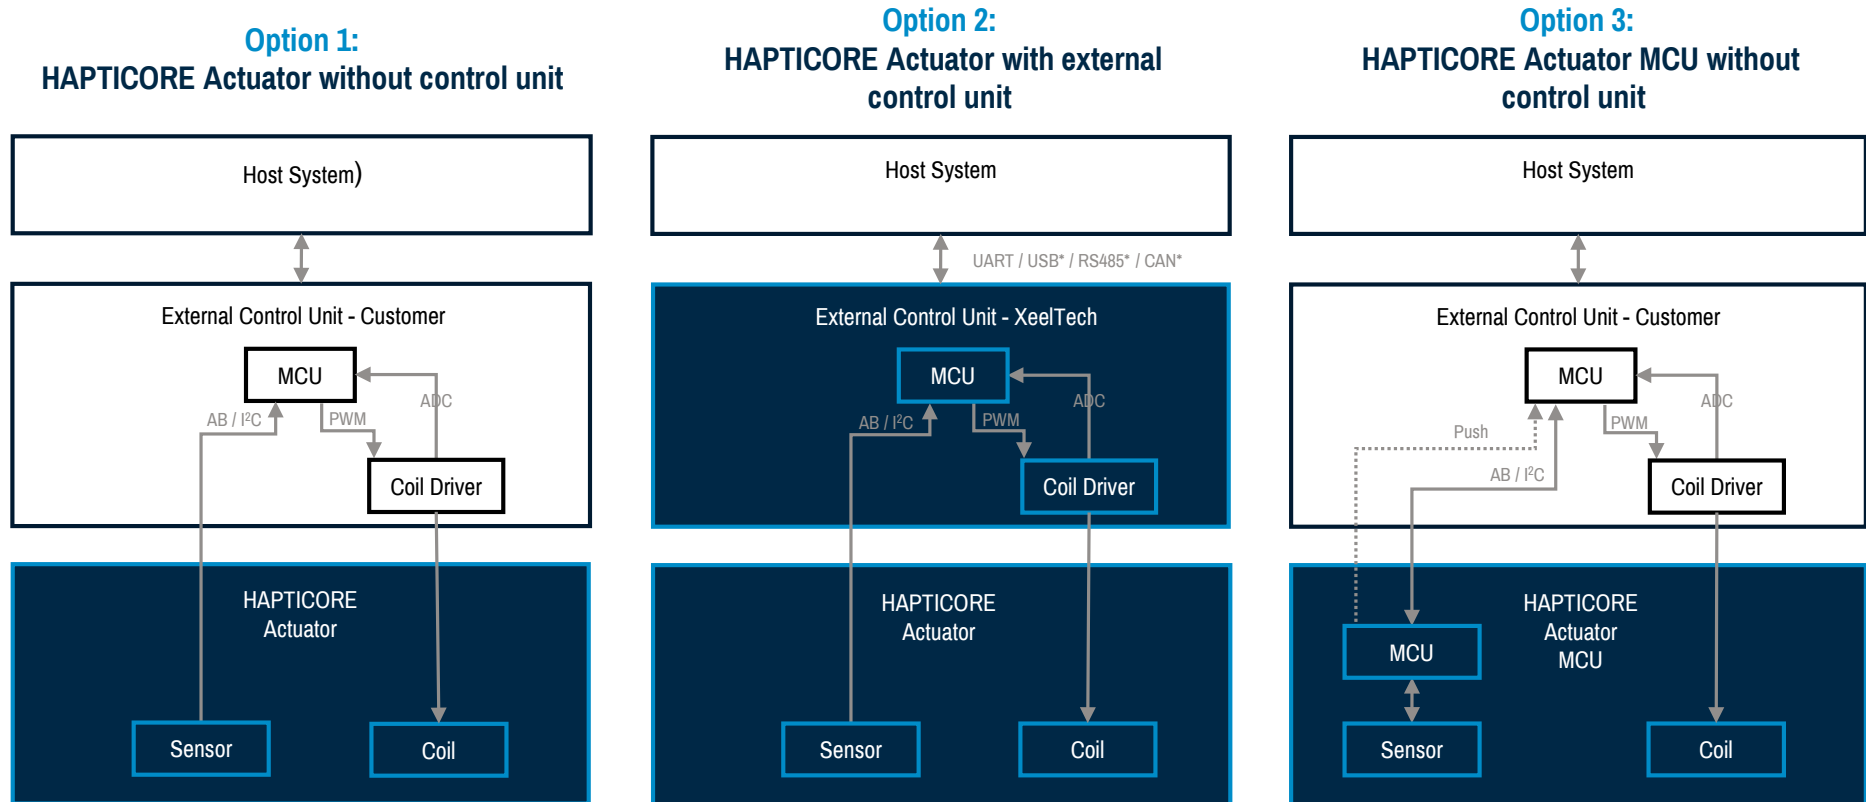 Option 1:
HAPTICORE Actuator without control unit
Host System)
External Control Unit - Customer
MCU
ADC
AB / I²C
PWM
Coil Driver
HAPTICORE
Actuator
Sensor
Coil
Option 2:
HAPTICORE Actuator with external
control unit
Host System
UART / USB* / RS485* / CAN*
External Control Unit - XeelTech
MCU
ADC
AB / I²C
PWM
Coil Driver
HAPTICORE
Actuator
Sensor
Coil
Option 3:
HAPTICORE Actuator MCU without
control unit
Host System
External Control Unit - Customer
MCU
ADC
PWM
Push
AB / I²C
Coil Driver
HAPTICORE
Actuator
MCU
MCU
Sensor
Coil